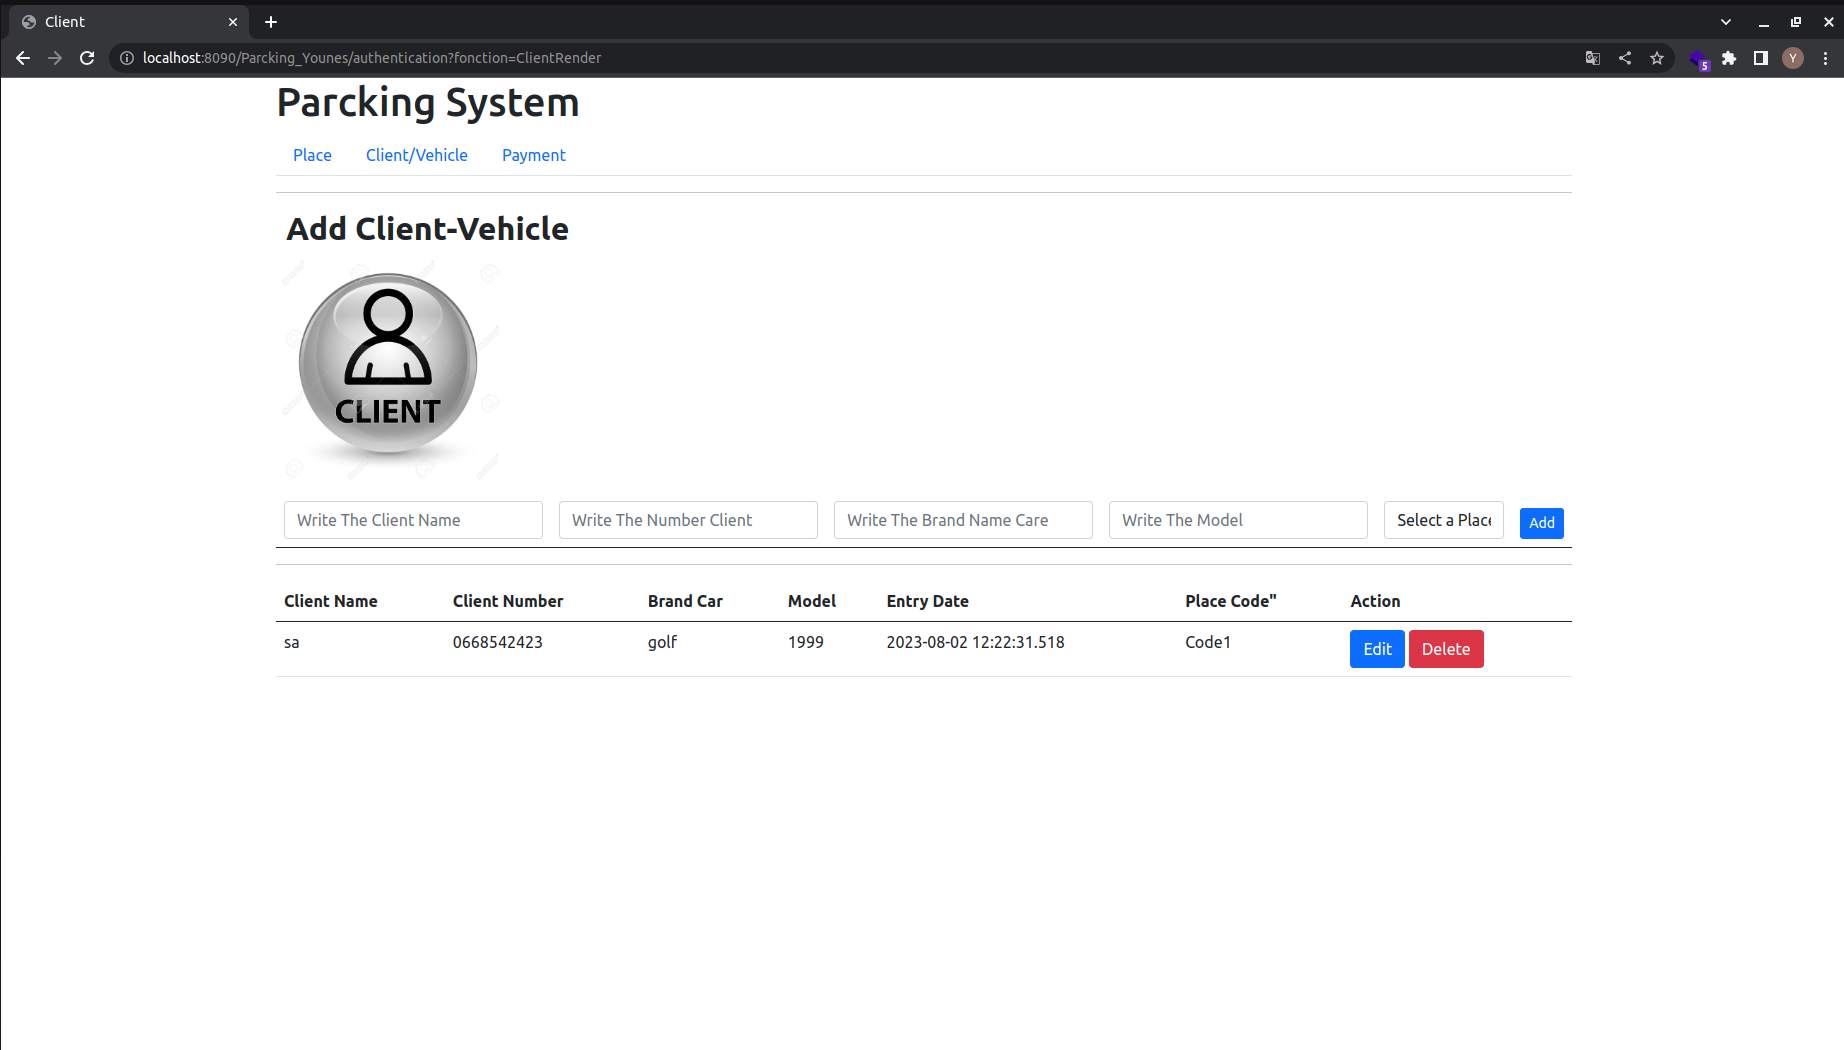 Client
localhost:8090/Parcking_Younes/authentication?fonction=ClientRender
5
Y
Parcking System
Place Client/Vehicle Payment
Add Client-Vehicle
CLIENT
Write The Client Name Write The Number Client Write The Brand Name Care Write The Model Select a Place Add
Client Name Client Number Brand Car Model Entry Date Place Code" Action
sa 0668542423 golf 1999 2023-08-02 12:22:31.518 Code1 Edit Delete